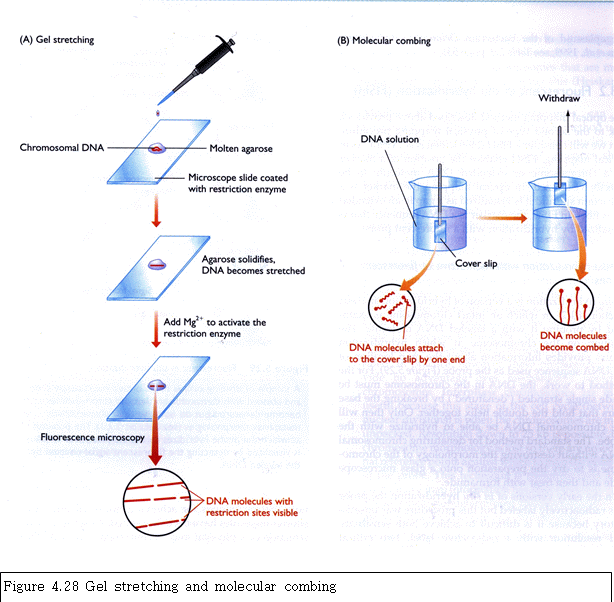 (A) Gel stretching
Chromosomal DNA
Molten agarose
Microscope slide coated
with restriction enzyme
Agarose solidifies,
DNA becomes stretched
Add Mg²⁺ to activate the
restriction enzyme
Fluorescence microscopy
DNA molecules with
restriction sites visible
(B) Molecular combing
Withdraw
DNA solution
Cover slip
DNA molecules attach
to the cover slip by one end
DNA molecules
become combed
Figure 4.28 Gel stretching and molecular combing